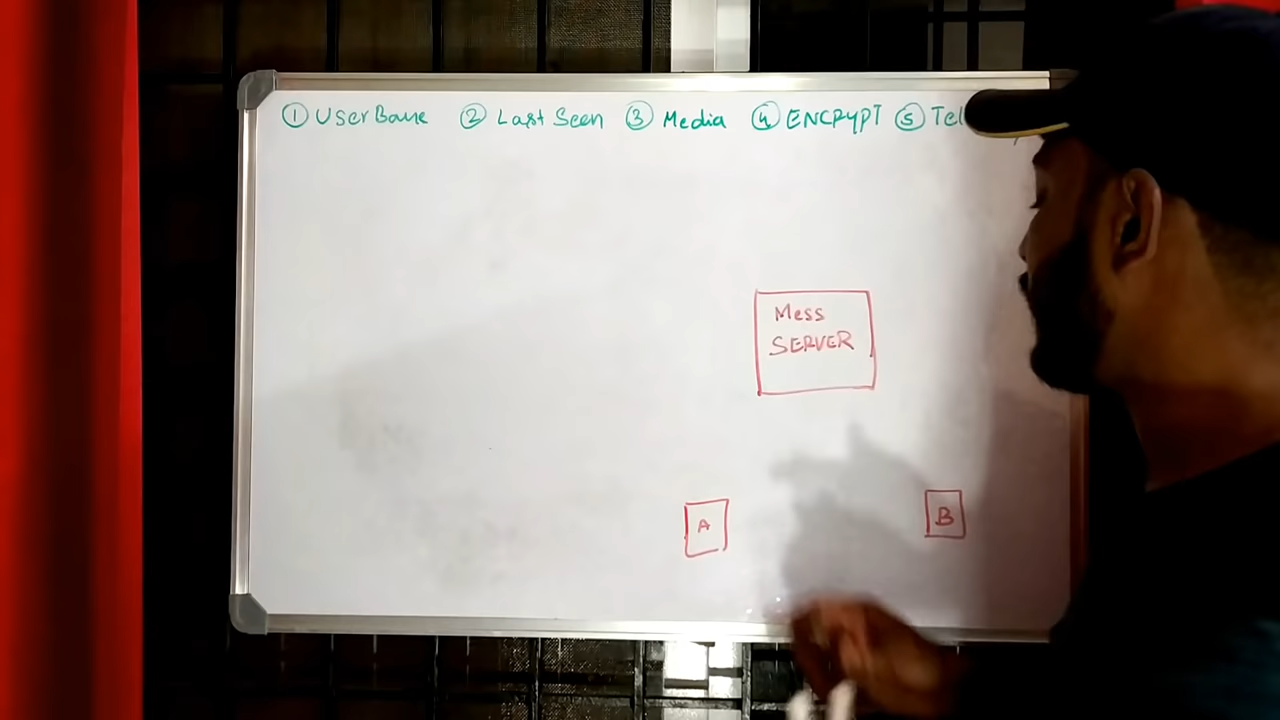 ① UserBase ② Last Seen ③ Media ④ ENCRYPT ⑤ Tel
Mess
SERVER
A
B